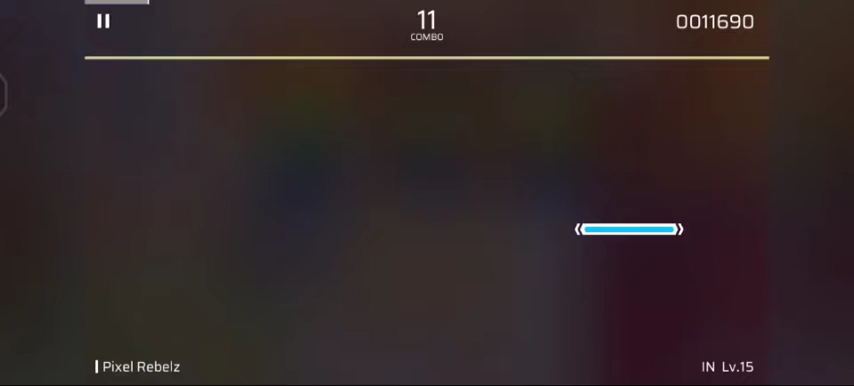 11
COMBO
0011690
Pixel Rebelz
IN Lv.15